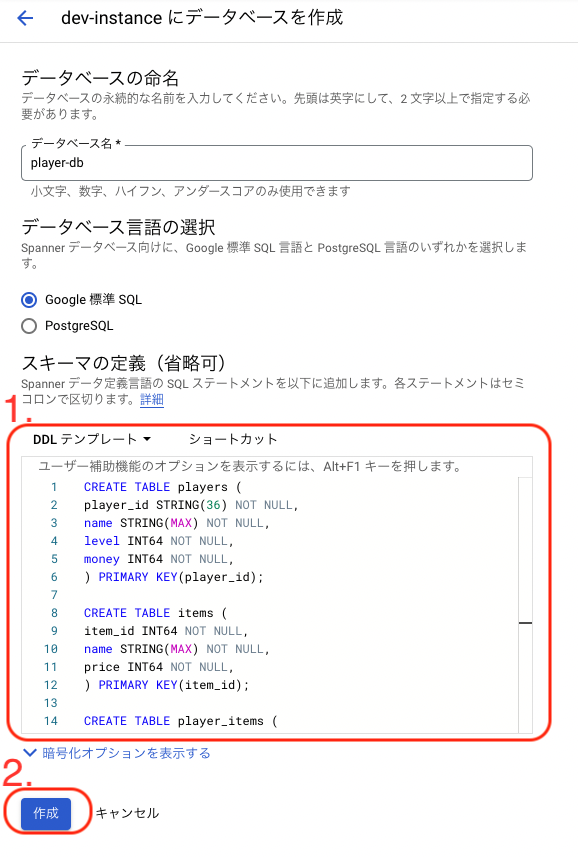 dev-instance にデータベースを作成
データベースの命名
データベースの永続的な名前を入力してください。先頭は英字にして、2 文字以上で指定する必
要があります。
データベース名 *
player-db
小文字、数字、ハイフン、アンダースコアのみ使用できます
データベース言語の選択
Spanner データベース向けに、Google 標準 SQL 言語と PostgreSQL 言語のいずれかを選択しま
す。
Google 標準 SQL
PostgreSQL
スキーマの定義（省略可）
Spanner データ定義言語の SQL ステートメントを以下に追加します。各ステートメントはセミ
コロンで区切ります。詳細
1.
DDL テンプレート ショートカット
ユーザー補助機能のオプションを表示するには、Alt+F1 キーを押します。
1 CREATE TABLE players (
2 player_id STRING(36) NOT NULL,
3 name STRING(MAX) NOT NULL,
4 level INT64 NOT NULL,
5 money INT64 NOT NULL,
6 ) PRIMARY KEY(player_id);
7
8 CREATE TABLE items (
9 item_id INT64 NOT NULL,
10 name STRING(MAX) NOT NULL,
11 price INT64 NOT NULL,
12 ) PRIMARY KEY(item_id);
13
14 CREATE TABLE player_items (
暗号化オプションを表示する
2.
作成 キャンセル